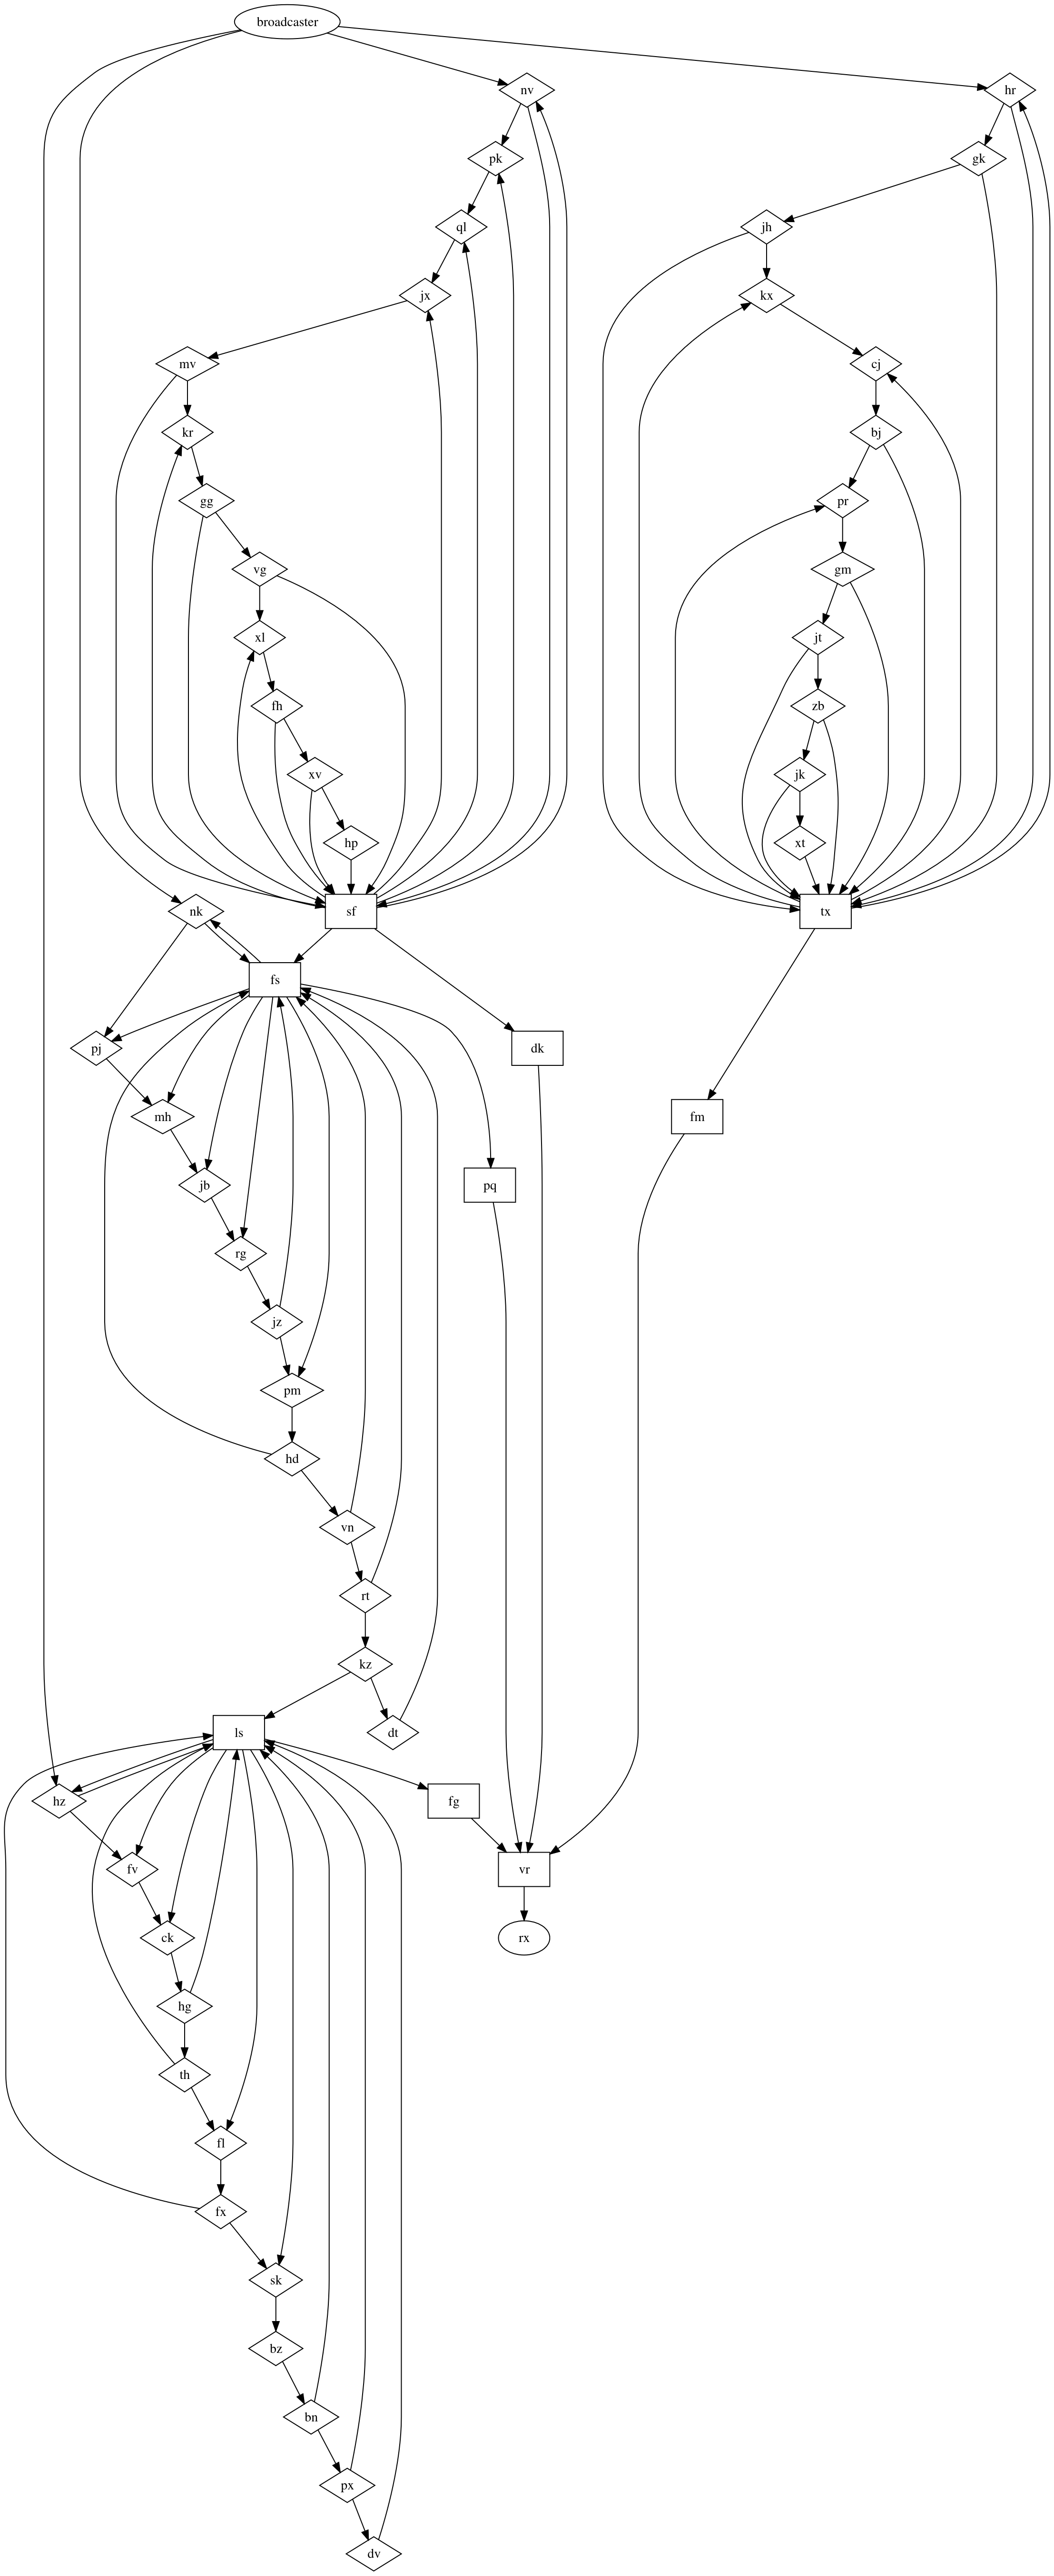 broadcaster
nv
hr
pk
gk
ql
jh
jx
kx
mv
cj
kr
bj
gg
pr
vg
gm
xl
jt
fh
zb
xv
jk
hp
xt
nk
sf
tx
fs
pj
dk
mh
fm
jb
pq
rg
jz
pm
hd
vn
rt
kz
ls
dt
hz
fg
fv
vr
ck
rx
hg
th
fl
fx
sk
bz
bn
px
dv